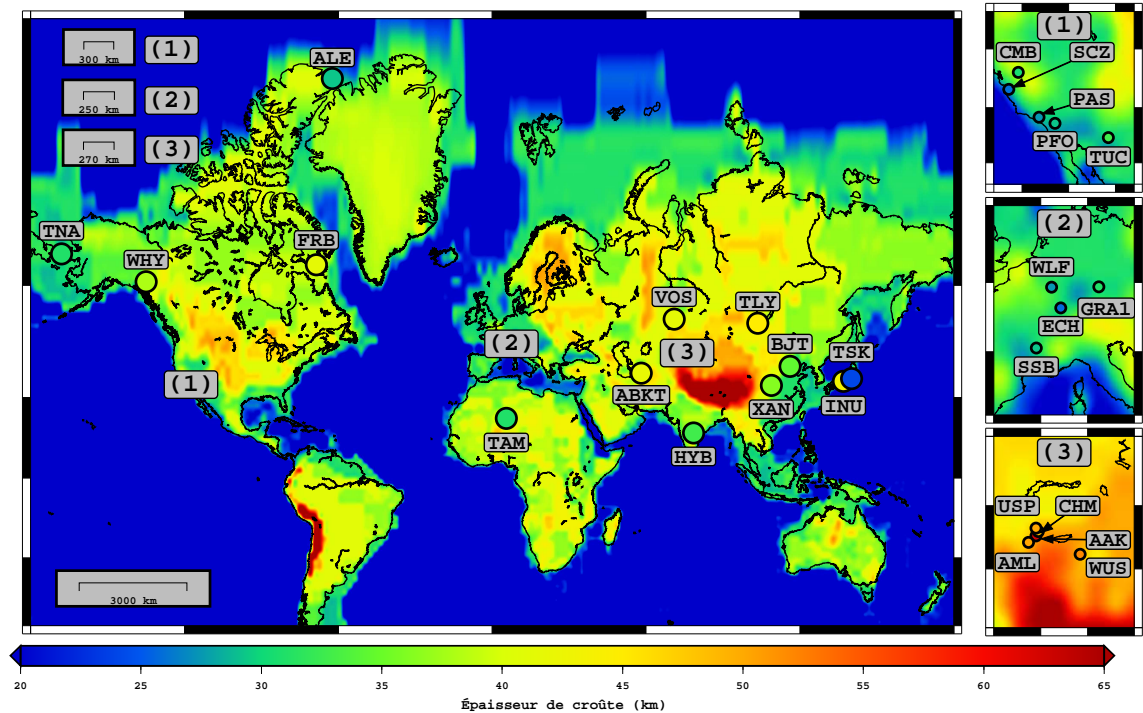 300 km
(1)
250 km
(2)
270 km
(3)
ALE
TNA
WHY
FRB
VOS
TLY
BJT
TSK
(2)
(3)
(1)
ABKT
XAN
INU
TAM
HYB
3000 km
(1)
CMB
SCZ
PAS
PFO
TUC
(2)
WLF
GRA1
ECH
SSB
(3)
USP
CHM
AAK
AML
WUS
20 25 30 35 40 45 50 55 60 65
Épaisseur de croûte (km)